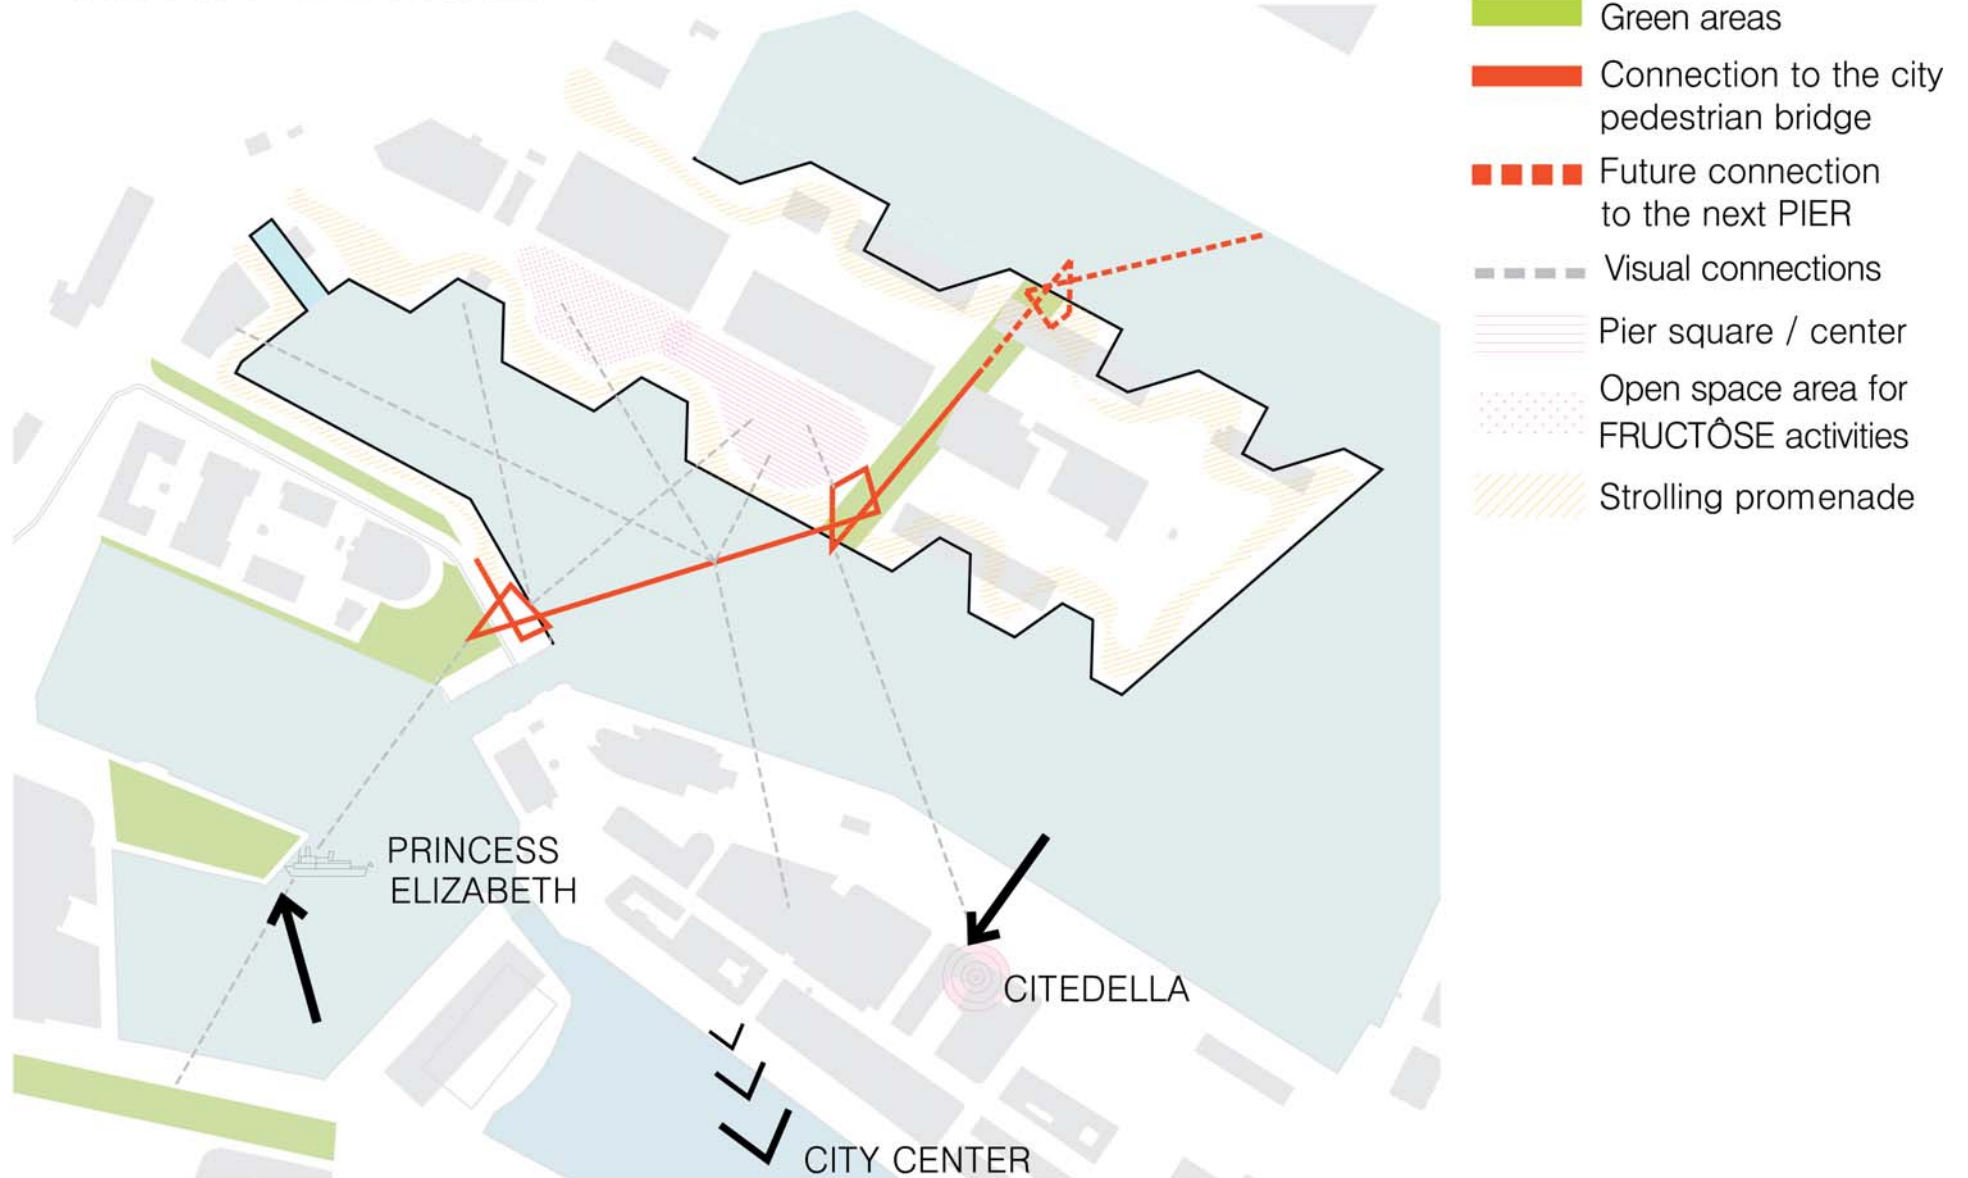 Green areas
Connection to the city
pedestrian bridge
Future connection
to the next PIER
Visual connections
Pier square / center
Open space area for
FRUCTÔSE activities
Strolling promenade
PRINCESS
ELIZABETH
CITEDELLA
CITY CENTER